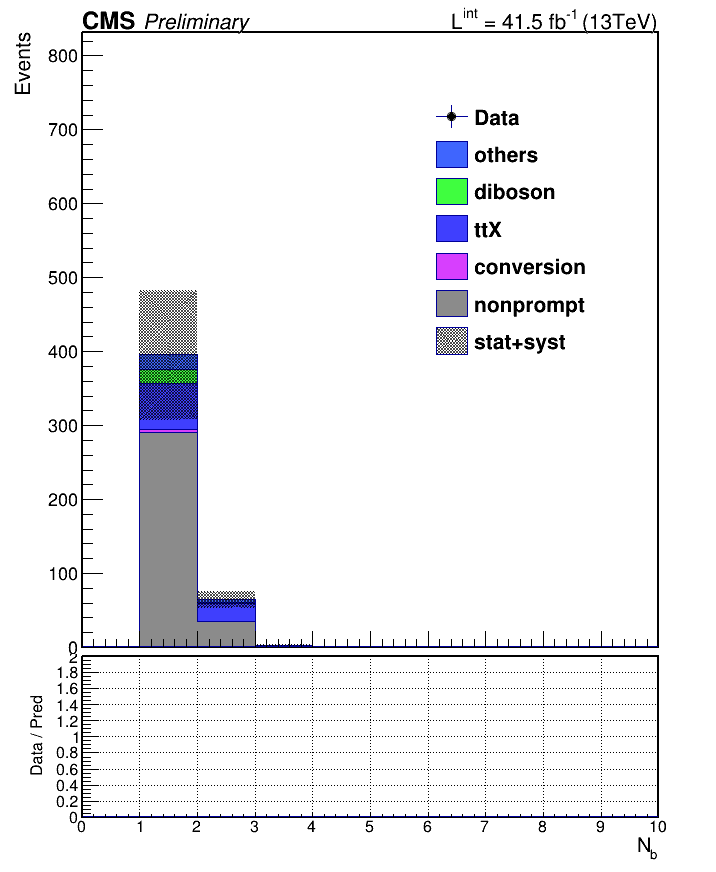 CMS Preliminary L^int = 41.5 fb^-1 (13TeV)
Events
800
700
600
500
400
300
200
100
0
Data
others
diboson
ttX
conversion
nonprompt
stat+syst
Data / Pred
2
1.8
1.6
1.4
1.2
1
0.8
0.6
0.4
0.2
0
0 1 2 3 4 5 6 7 8 9 10
N_b